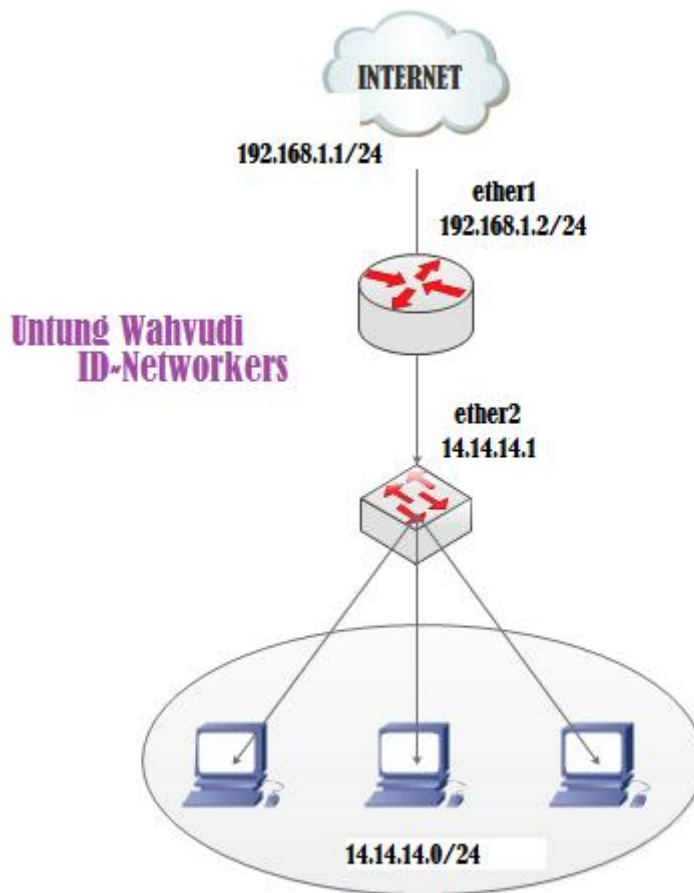 INTERNET
192.168.1.1/24
ether1
192.168.1.2/24
Untung Wahyudi
ID-Networkers
ether2
14.14.14.1
14.14.14.0/24